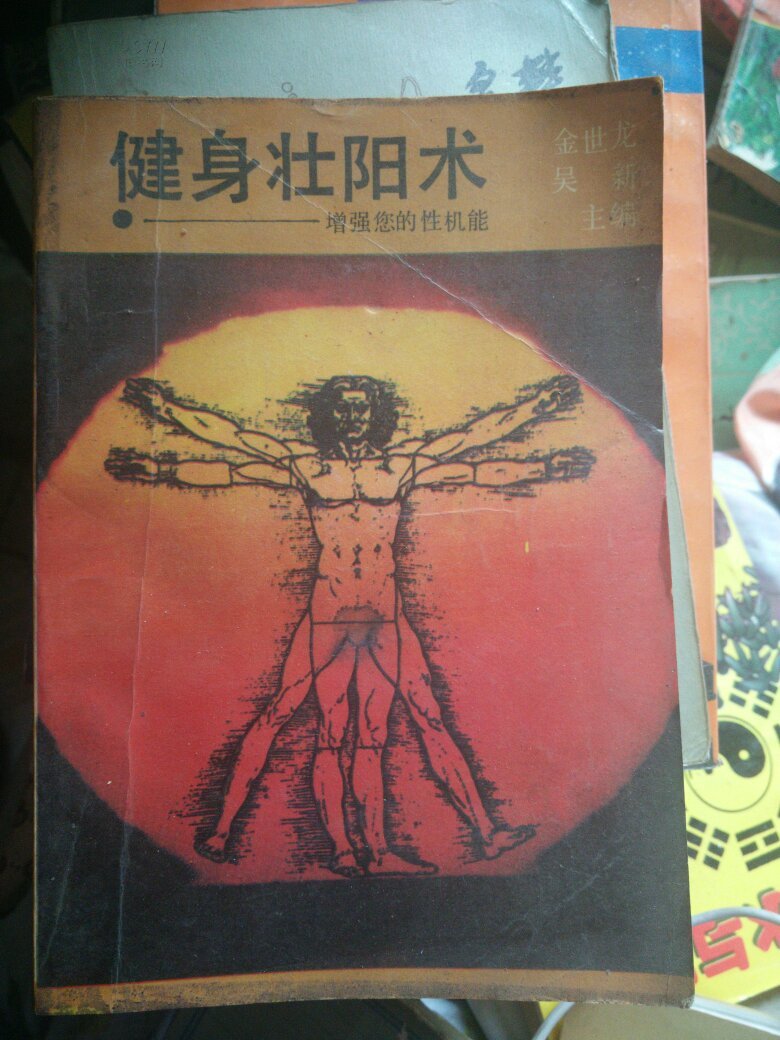 健身壮阳术
增强您的性机能
金世龙
吴 新
主编